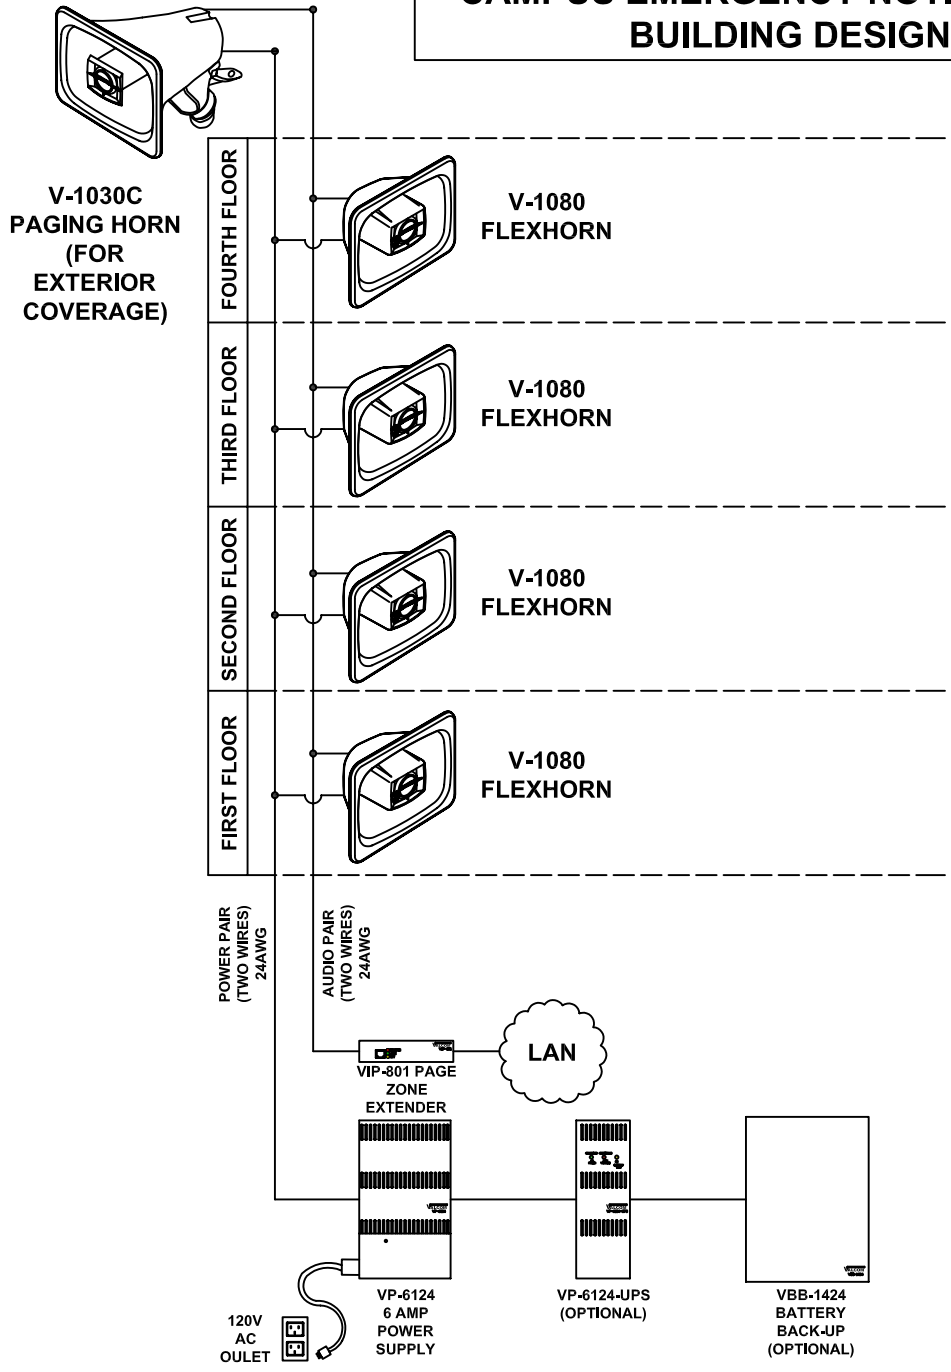 BUILDING DESIGN
V-1030C
PAGING HORN
(FOR
EXTERIOR
COVERAGE)
FOURTH FLOOR
V-1080
FLEXHORN
THIRD FLOOR
V-1080
FLEXHORN
SECOND FLOOR
V-1080
FLEXHORN
FIRST FLOOR
V-1080
FLEXHORN
POWER PAIR
(TWO WIRES)
24AWG
AUDIO PAIR
(TWO WIRES)
24AWG
LAN
VIP-801 PAGE
ZONE
EXTENDER
VP-6124
6 AMP
POWER
SUPPLY
VP-6124-UPS
(OPTIONAL)
VBB-1424
BATTERY
BACK-UP
(OPTIONAL)
120V
AC
OULET